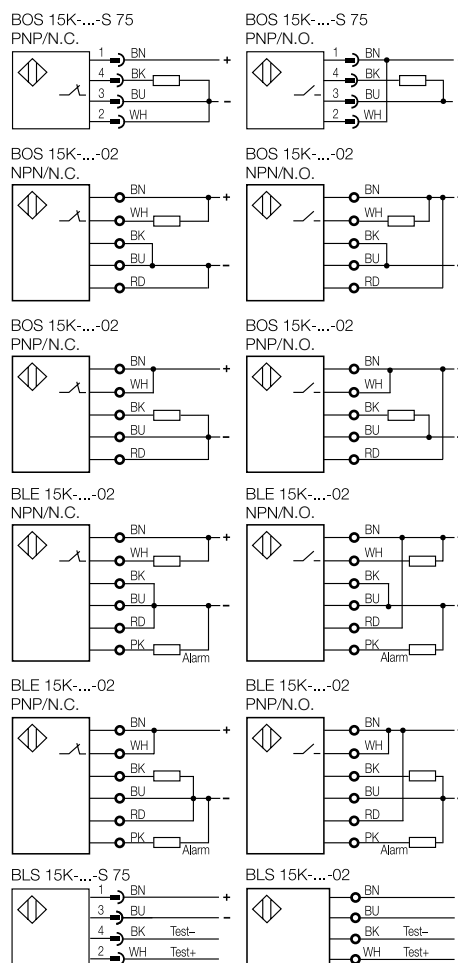 BOS 15K-...-S 75
PNP/N.C.
1 BN +
4 BK
3 BU –
2 WH
BOS 15K-...-S 75
PNP/N.O.
1 BN
4 BK
3 BU
2 WH
BOS 15K-...-02
NPN/N.C.
BN +
WH
BK
BU –
RD
BOS 15K-...-02
NPN/N.O.
BN
WH
BK
BU
RD
BOS 15K-...-02
PNP/N.C.
BN +
WH
BK
BU –
RD
BOS 15K-...-02
PNP/N.O.
BN
WH
BK
BU
RD
BLE 15K-...-02
NPN/N.C.
BN +
WH
BK
BU –
RD
PK
Alarm
BLE 15K-...-02
NPN/N.O.
BN
WH
BK
BU
RD
PK
Alarm
BLE 15K-...-02
PNP/N.C.
BN +
WH
BK
BU –
RD
PK
Alarm
BLE 15K-...-02
PNP/N.O.
BN
WH
BK
BU
RD
PK
Alarm
BLS 15K-...-S 75
1 BN +
3 BU –
4 BK Test–
2 WH Test+
BLS 15K-...-02
BN
BU
BK Test–
WH Test+